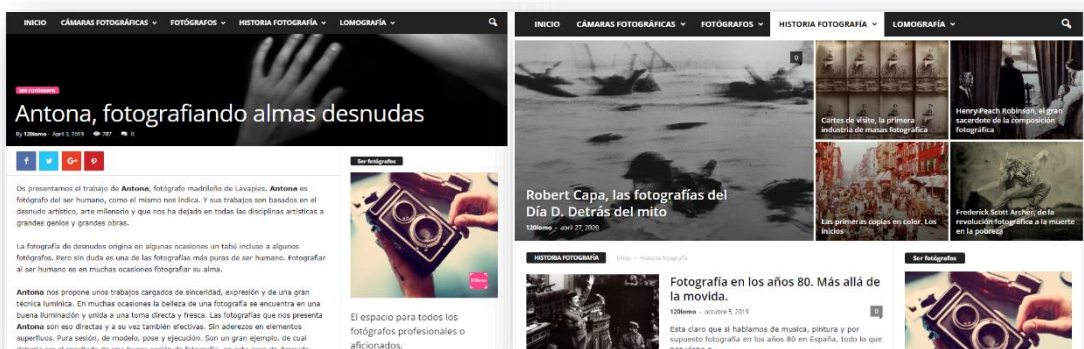 INICIO CÁMARAS FOTOGRÁFICAS FOTÓGRAFOS HISTORIA FOTOGRAFÍA LOMOGRAFÍA
SER FOTÓGRAFO
Antona, fotografiando almas desnudas
By 120lomo - April 3, 2019 787 0
f G+
Os presentamos el trabajo de Antona, fotógrafo madrileño de Lavapies. Antona es
fotógrafo del ser humano, como el mismo nos indica. Y sus trabajos son basados en el
desnudo artístico, arte milenario y que nos ha dejado en todas las disciplinas artísticas a
grandes genios y grandes obras.
La fotografía de desnudos origina en algunas ocasiones un tabú incluso a algunos
fotógrafos. Pero sin duda es una de las fotografías más puras de ser humano. Fotografiar
al ser humano es en muchas ocasiones fotografiar su alma.
Antona nos propone unos trabajos cargados de sinceridad, expresión y de una gran
técnica lumínica. En muchas ocasiones la belleza de una fotografía se encuentra en una
buena iluminación y unida a una toma directa y fresca. Las fotografías que nos presenta
Antona son eso directas y a su vez también efectivas. Sin aderezos en elementos
superfluos. Pura sesión, de modelo, pose y ejecución. Son un gran ejemplo, de cual
Ser fotógrafos
El espacio para todos los
fotógrafos profesionales o
aficionados.
INICIO CÁMARAS FOTOGRÁFICAS FOTÓGRAFOS HISTORIA FOTOGRAFÍA LOMOGRAFÍA
0
Robert Capa, las fotografías del
Día D. Detrás del mito
120lomo - abril 27, 2020
Cartes de visite, la primera
industria de masas fotográfica
Henry Peach Robinson, el gran
sacerdote de la composición
fotográfica
Las primeras copias en color. Los
inicios
Frederick Scott Archer, de la
revolución fotográfica a la muerte
en la pobreza
HISTORIA FOTOGRAFÍA Inicio Historia fotografía
Fotografía en los años 80. Más allá de
la movida.
120lomo - octubre 5, 2019 0
Esta claro que si hablamos de musica, pintura y por
supuesto fotografía en los años 80 en España, todo lo que
Ser fotógrafos